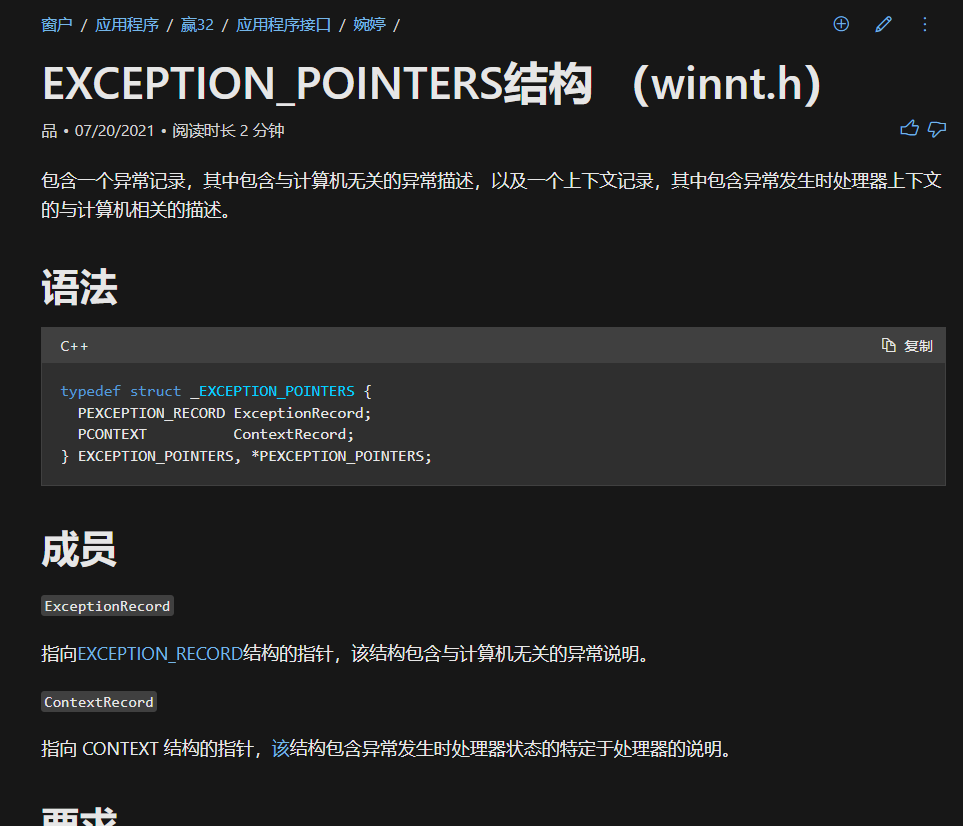 窗户 / 应用程序 / 赢32 / 应用程序接口 / 婉婷 /
EXCEPTION_POINTERS结构 （winnt.h）
品 • 07/20/2021 • 阅读时长 2 分钟
包含一个异常记录，其中包含与计算机无关的异常描述，以及一个上下文记录，其中包含异常发生时处理器上下文
的与计算机相关的描述。
语法
C++ 复制
typedef struct _EXCEPTION_POINTERS {
  PEXCEPTION_RECORD ExceptionRecord;
  PCONTEXT          ContextRecord;
} EXCEPTION_POINTERS, *PEXCEPTION_POINTERS;
成员
ExceptionRecord
指向EXCEPTION_RECORD结构的指针，该结构包含与计算机无关的异常说明。
ContextRecord
指向 CONTEXT 结构的指针，该结构包含异常发生时处理器状态的特定于处理器的说明。
要求